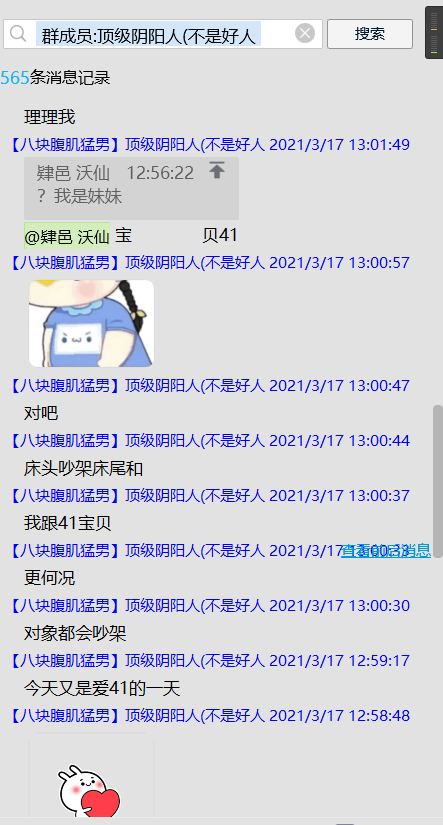 群成员:顶级阴阳人(不是好人
搜索
565条消息记录
理理我
【八块腹肌猛男】顶级阴阳人(不是好人 2021/3/17 13:01:49
肄邑 沃仙 12:56:22
？我是妹妹
@肄邑 沃仙 宝 贝41
【八块腹肌猛男】顶级阴阳人(不是好人 2021/3/17 13:00:57
【八块腹肌猛男】顶级阴阳人(不是好人 2021/3/17 13:00:47
对吧
【八块腹肌猛男】顶级阴阳人(不是好人 2021/3/17 13:00:44
床头吵架床尾和
【八块腹肌猛男】顶级阴阳人(不是好人 2021/3/17 13:00:37
我跟41宝贝
【八块腹肌猛男】顶级阴阳人(不是好人 2021/3/17 13:00:33
查看前后消息
更何况
【八块腹肌猛男】顶级阴阳人(不是好人 2021/3/17 13:00:30
对象都会吵架
【八块腹肌猛男】顶级阴阳人(不是好人 2021/3/17 12:59:17
今天又是爱41的一天
【八块腹肌猛男】顶级阴阳人(不是好人 2021/3/17 12:58:48